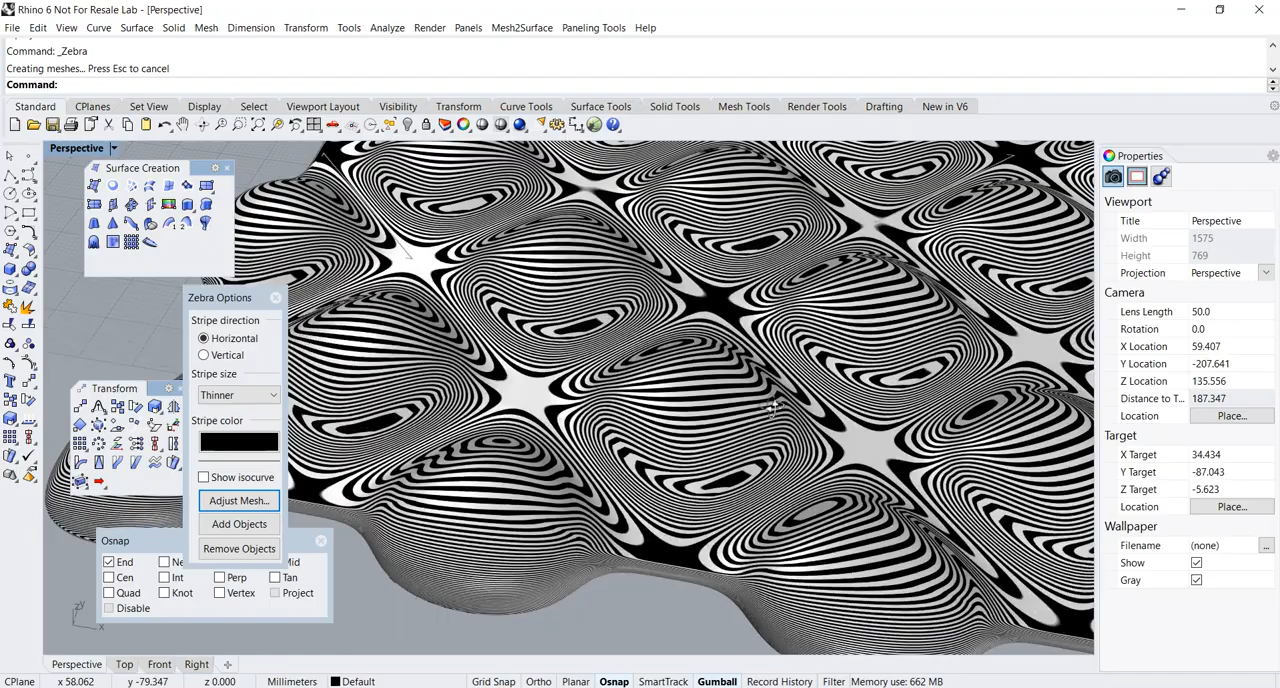 Rhino 6 Not For Resale Lab - [Perspective]
File Edit View Curve Surface Solid Mesh Dimension Transform Tools Analyze Render Panels Mesh2Surface Paneling Tools Help
Command: _Zebra
Creating meshes... Press Esc to cancel
Command:
Standard CPlanes Set View Display Select Viewport Layout Visibility Transform Curve Tools Surface Tools Solid Tools Mesh Tools Render Tools Drafting New in V6
Perspective
Surface Creation
Zebra Options
Stripe direction
Horizontal
Vertical
Stripe size
Thinner
Stripe color
Show isocurve
Adjust Mesh...
Add Objects
Remove Objects
Transform
Osnap
End Ne Mid
Cen Int Perp Tan
Quad Knot Vertex Project
Disable
zy
x
Properties
Viewport
Title Perspective
Width 1575
Height 769
Projection Perspective
Camera
Lens Length 50.0
Rotation 0.0
X Location 59.407
Y Location -207.641
Z Location 135.556
Distance to T... 187.347
Location Place...
Target
X Target 34.434
Y Target -87.043
Z Target -5.623
Location Place...
Wallpaper
Filename (none) ...
Show
Gray
Perspective Top Front Right
CPlane x 58.062 y -79.347 z 0.000 Millimeters Default Grid Snap Ortho Planar Osnap SmartTrack Gumball Record History Filter Memory use: 662 MB